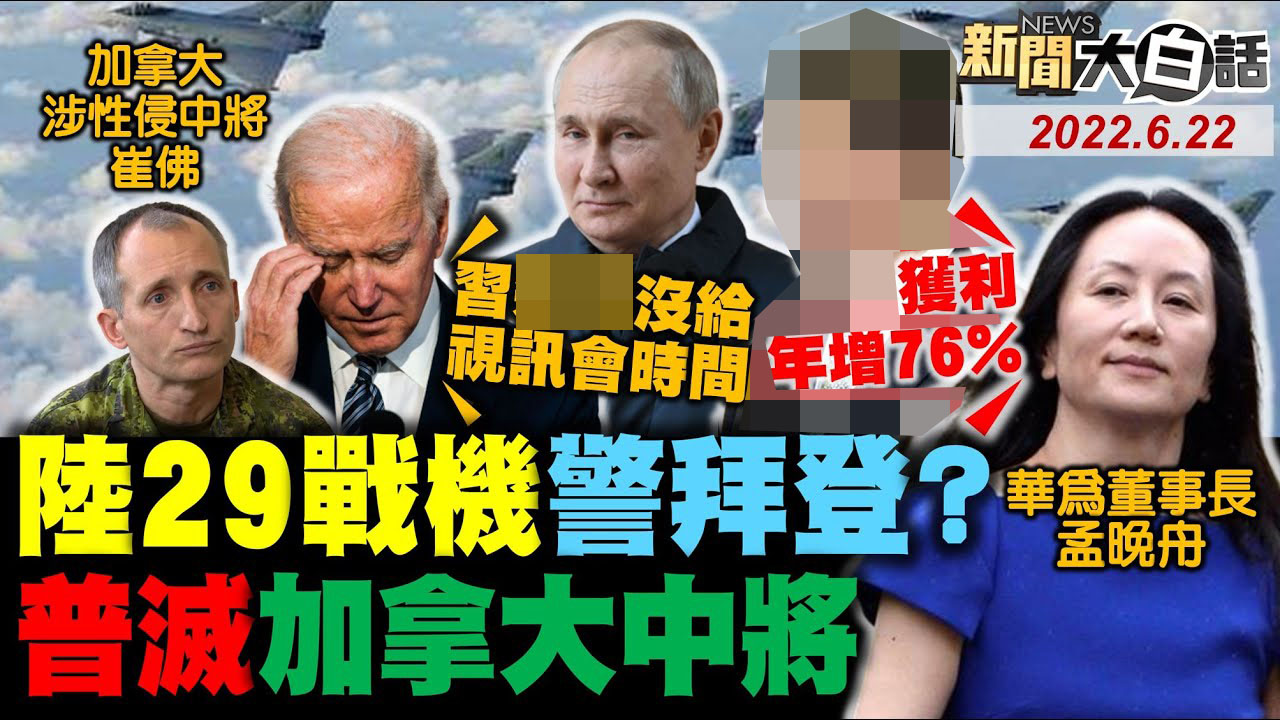 加拿大
涉性侵中將
崔佛
NEWS
新聞大白話
2022.6.22
習 沒給
視訊會時間
獲利
年增76%
陸29戰機警拜登?
普滅加拿大中將
華為董事長
孟晚舟